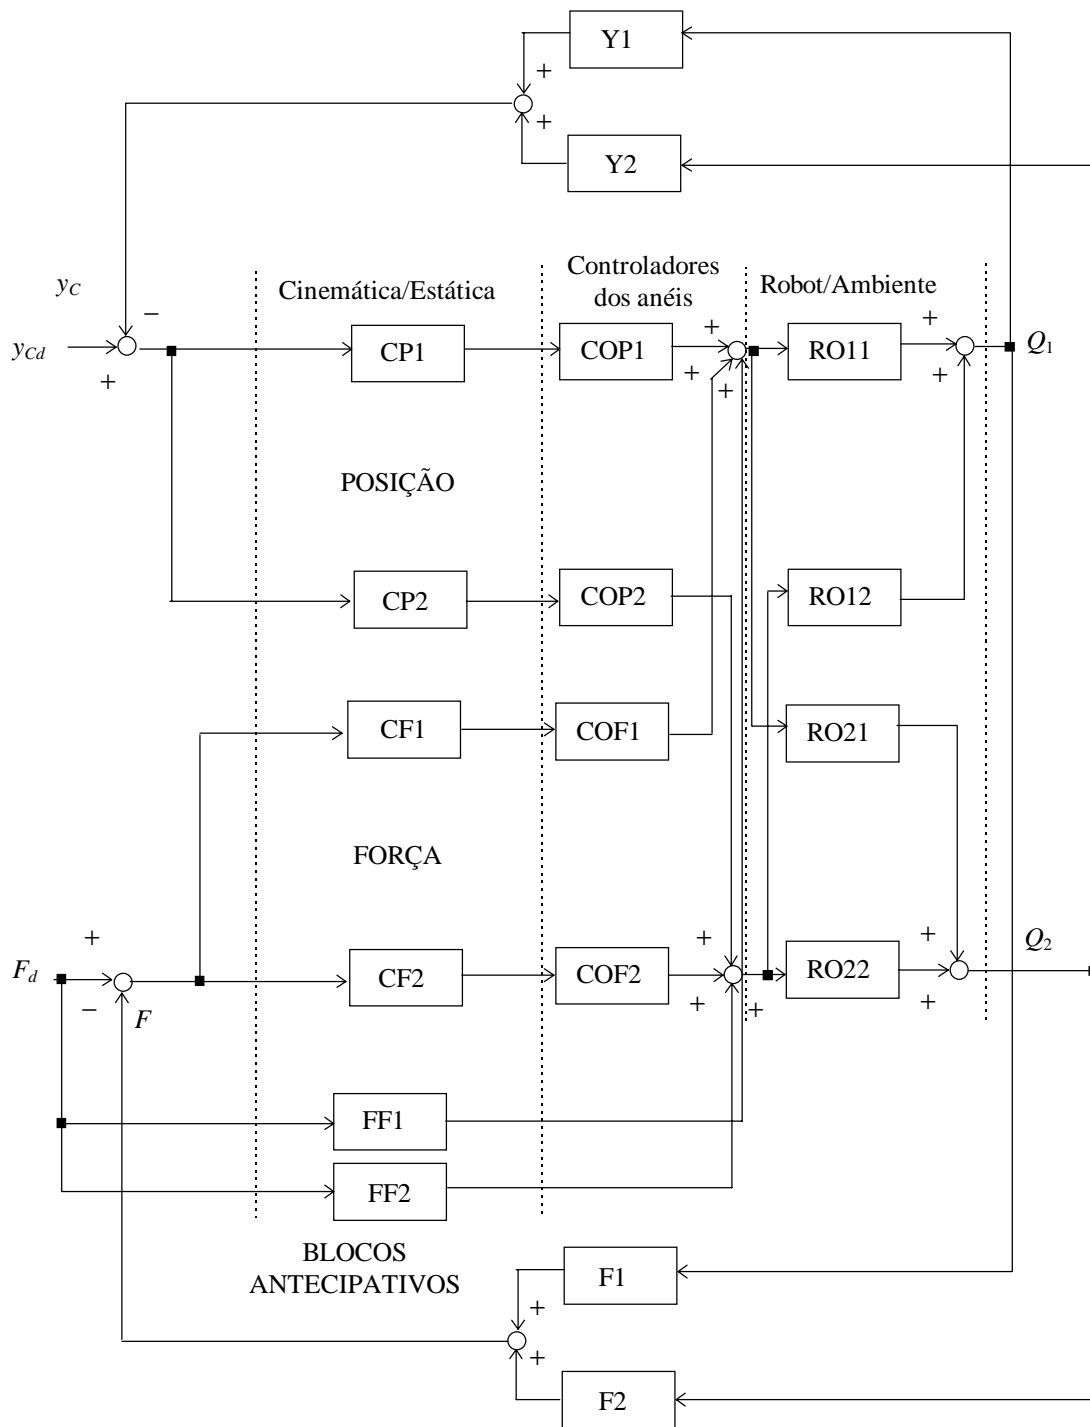 Y1
+
+
Y2
Controladores
dos anéis
Cinemática/Estática
Robot/Ambiente
yC
−
yCd
+
CP1
COP1
+
+
+
RO11
+
+
Q1
POSIÇÃO
CP2
COP2
RO12
CF1
COF1
RO21
FORÇA
+
Fd
−
F
CF2
COF2
+
+
+
RO22
+
+
Q2
FF1
FF2
BLOCOS
ANTECIPATIVOS
F1
+
+
F2